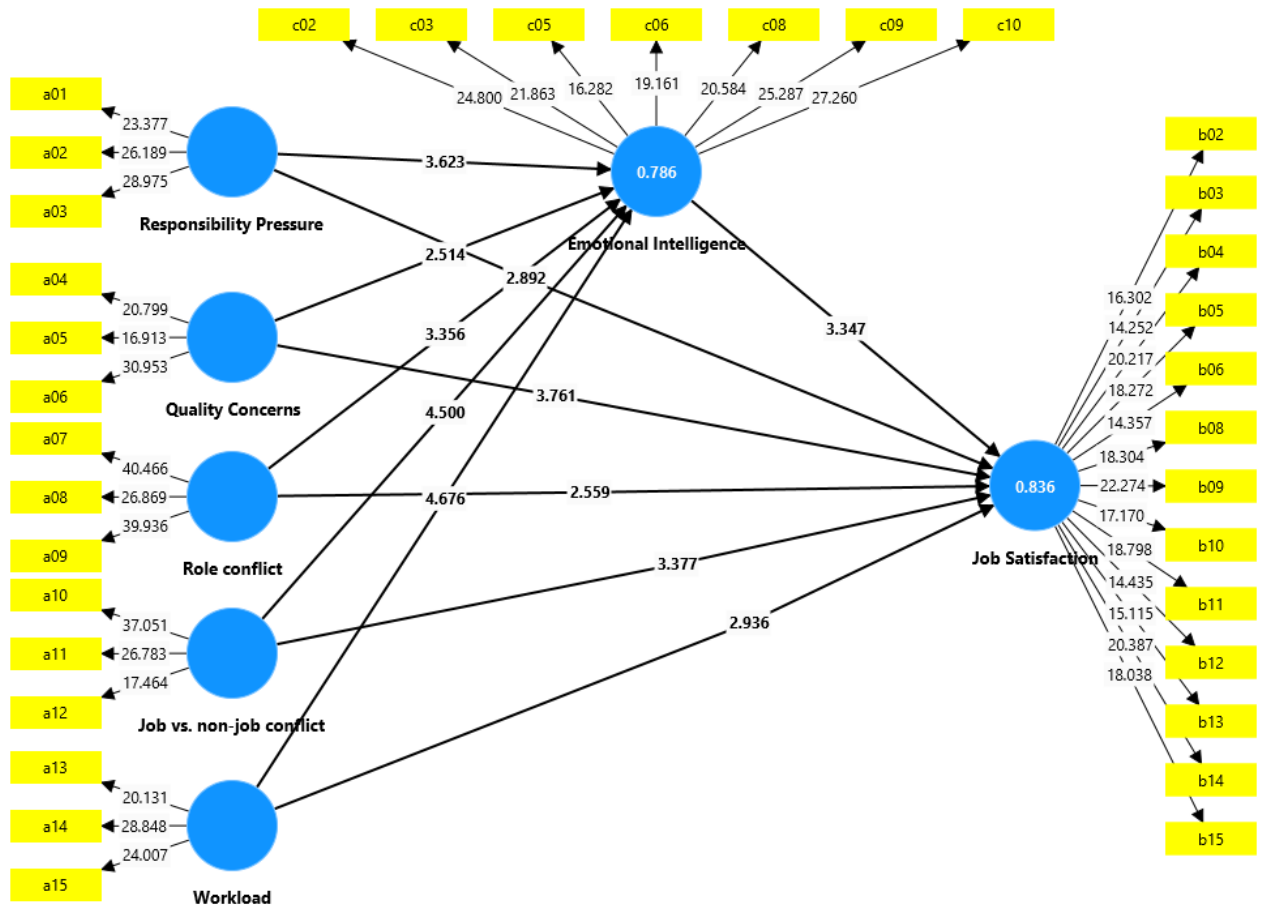 c02
c03
c05
c06
c08
c09
c10
24.800
21.863
16.282
19.161
20.584
25.287
27.260
a01
a02
a03
23.377
26.189
28.975
Responsibility Pressure
3.623
0.786
Emotional Intelligence
a04
a05
a06
20.799
16.913
30.953
Quality Concerns
2.514
2.892
3.356
3.347
3.761
4.500
a07
a08
a09
40.466
26.869
39.936
Role conflict
4.676
2.559
a10
a11
a12
37.051
26.783
17.464
Job vs. non-job conflict
3.377
2.936
a13
a14
a15
20.131
28.848
24.007
Workload
0.836
Job Satisfaction
16.302
14.252
20.217
18.272
14.357
18.304
22.274
17.170
18.798
14.435
15.115
20.387
18.038
b02
b03
b04
b05
b06
b08
b09
b10
b11
b12
b13
b14
b15